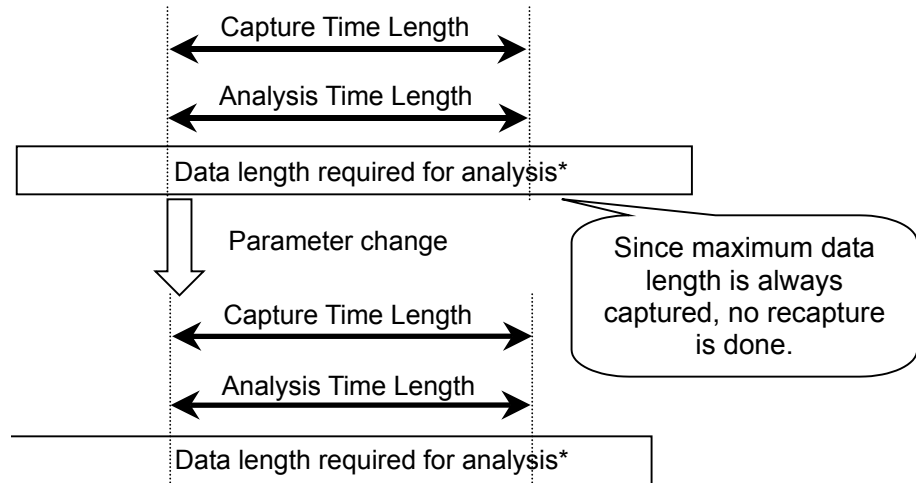 Capture Time Length
Analysis Time Length
Data length required for analysis*
Parameter change
Since maximum data
length is always
captured, no recapture
is done.
Capture Time Length
Analysis Time Length
Data length required for analysis*